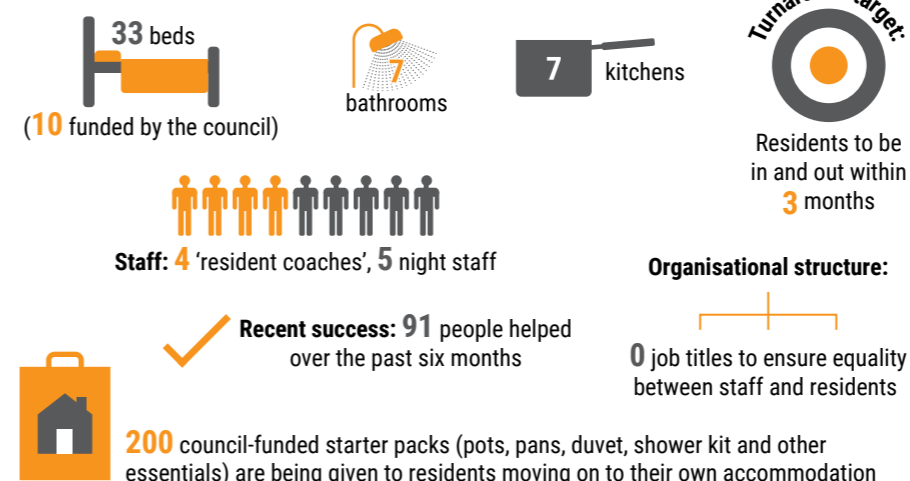 33 beds
(10 funded by the council)
7
bathrooms
7 kitchens
target:
Residents to be
in and out within
3 months
Staff: 4 ‘resident coaches’, 5 night staff
Organisational structure:
0 job titles to ensure equality
between staff and residents
Recent success: 91 people helped
over the past six months
200 council-funded starter packs (pots, pans, duvet, shower kit and other
essentials) are being given to residents moving on to their own accommodation